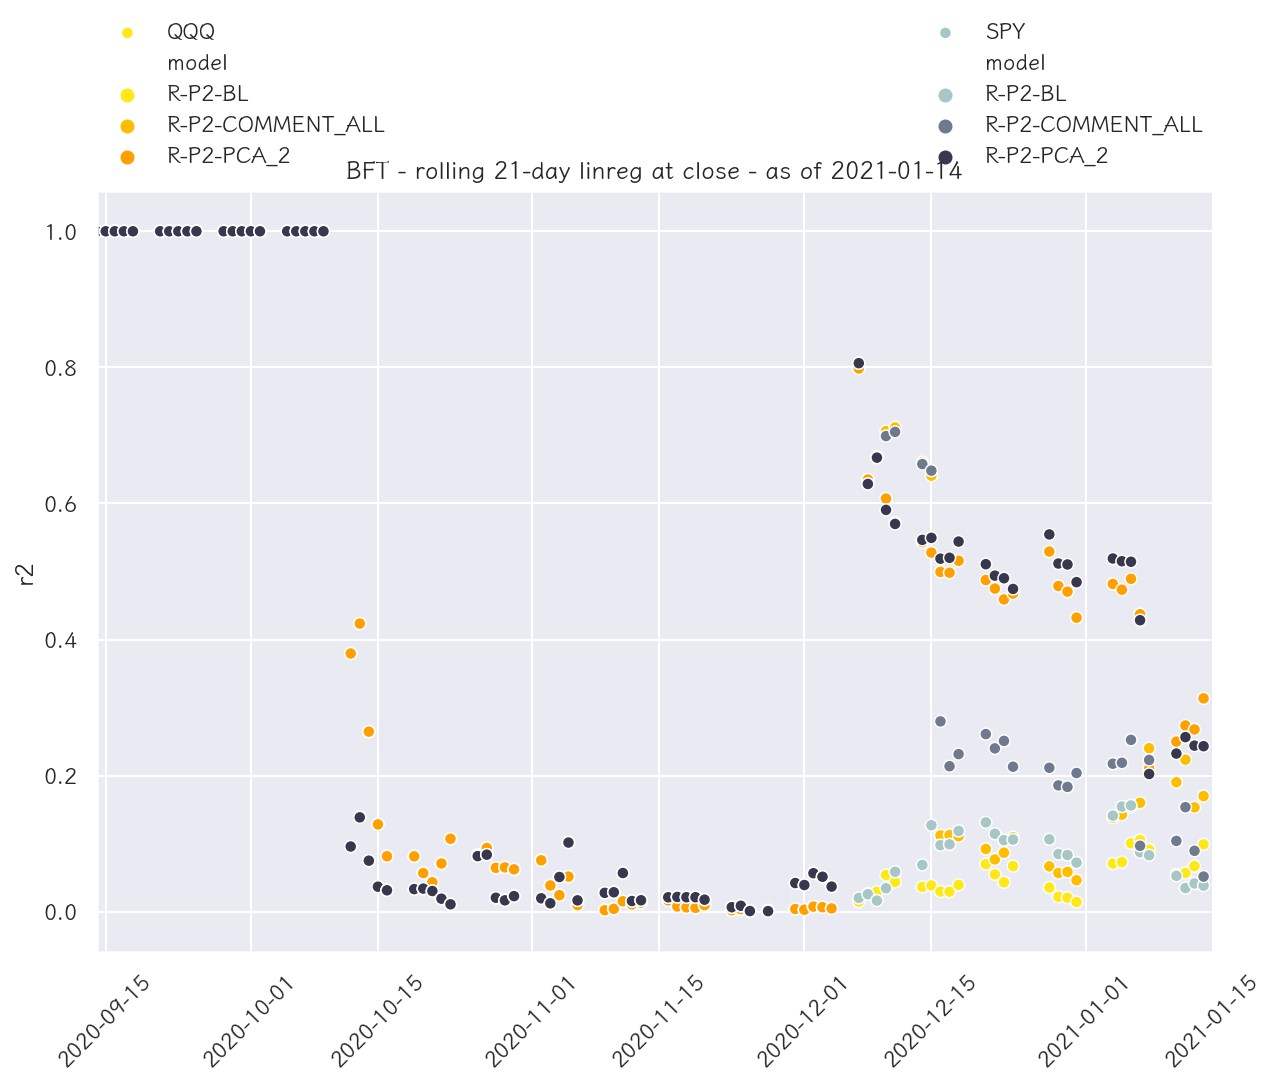 QQQ
model
R-P2-BL
R-P2-COMMENT_ALL
R-P2-PCA_2
SPY
model
R-P2-BL
R-P2-COMMENT_ALL
R-P2-PCA_2
BFT - rolling 21-day linreg at close - as of 2021-01-14
1.0
0.8
0.6
0.4
0.2
0.0
r2
2020-09-15
2020-10-01
2020-10-15
2020-11-01
2020-11-15
2020-12-01
2020-12-15
2021-01-01
2021-01-15